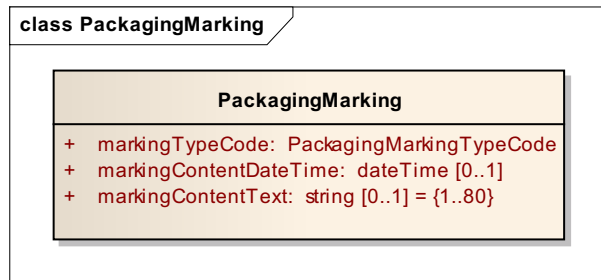 class PackagingMarking
PackagingMarking
+ markingTypeCode: PackagingMarkingTypeCode
+ markingContentDateTime: dateTime [0..1]
+ markingContentText: string [0..1] = {1..80}